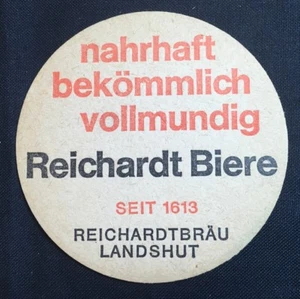 nahrhaft
bekömmlich
vollmundig
Reichardt Biere
SEIT 1613
REICHARDTBRÄU
LANDSHUT